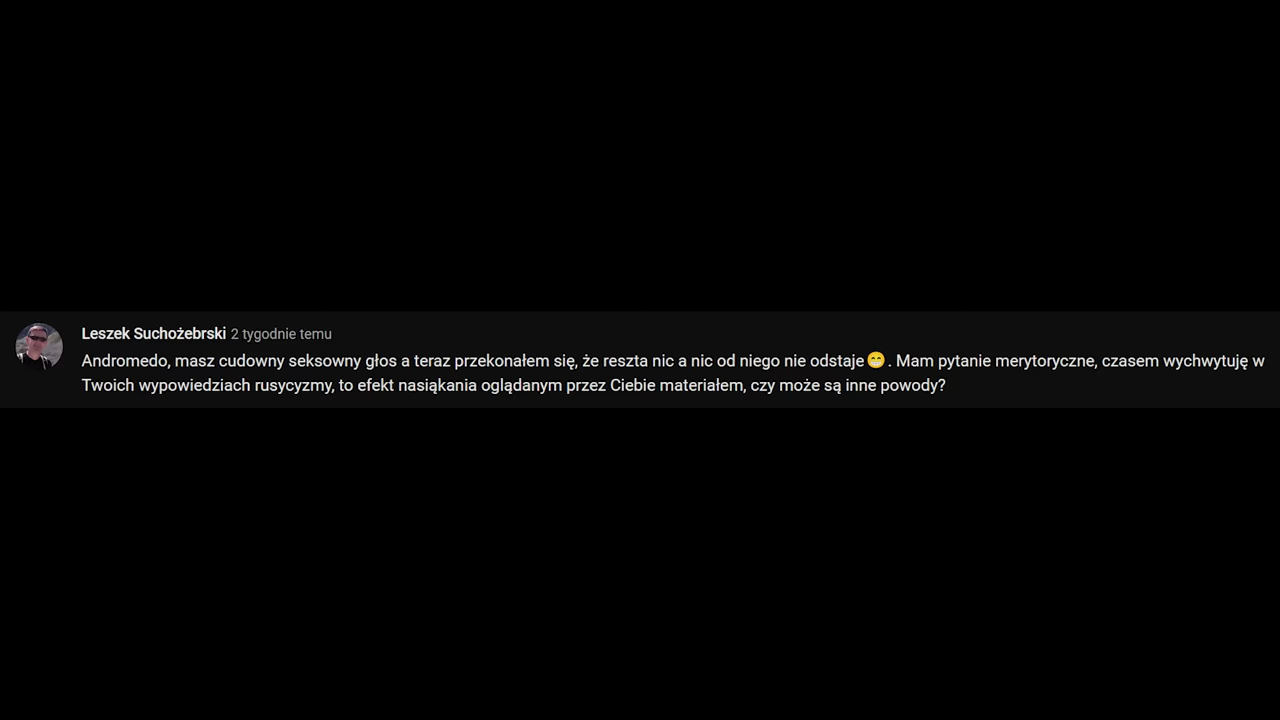 Leszek Suchożebrski 2 tygodnie temu
Andromedo, masz cudowny seksowny głos a teraz przekonałem się, że reszta nic a nic od niego nie odstaje😁. Mam pytanie merytoryczne, czasem wychwytuję w
Twoich wypowiedziach rusycyzmy, to efekt nasiąkania oglądanym przez Ciebie materiałem, czy może są inne powody?